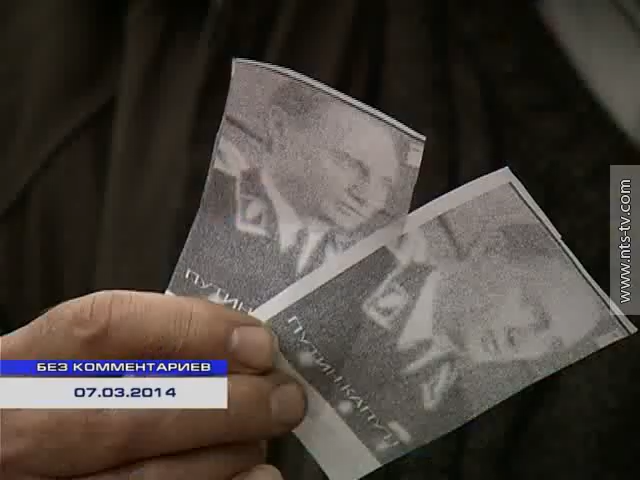 ПУТИН
ПУТИН КАПУТ!
БЕЗ КОММЕНТАРИЕВ
07.03.2014
www.nts-tv.com